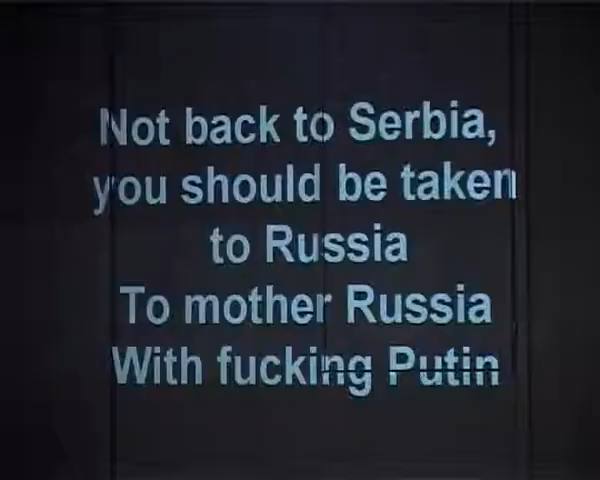 Not back to Serbia,
you should be taken
to Russia
To mother Russia
With fucking Putin